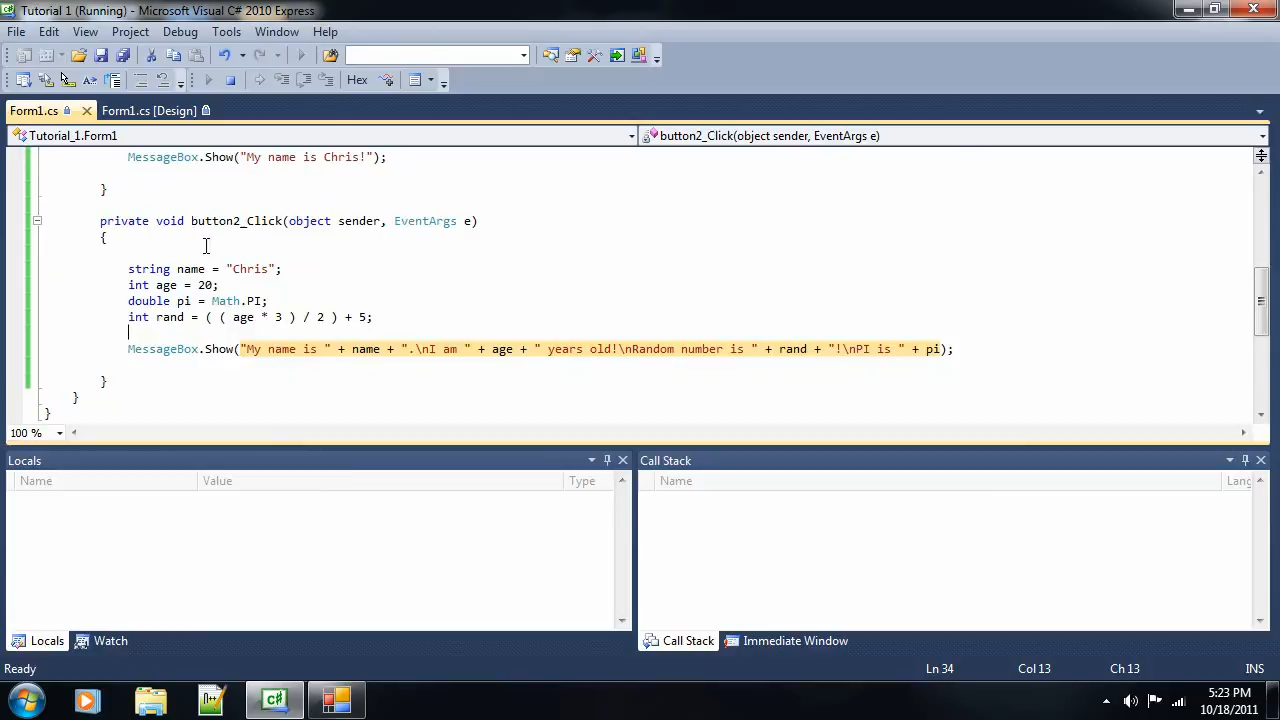 Tutorial 1 (Running) - Microsoft Visual C# 2010 Express
File Edit View Project Debug Tools Window Help
Hex
Form1.cs Form1.cs [Design]
Tutorial_1.Form1 button2_Click(object sender, EventArgs e)
MessageBox.Show("My name is Chris!");
}
private void button2_Click(object sender, EventArgs e)
{
string name = "Chris";
int age = 20;
double pi = Math.PI;
int rand = ( ( age * 3 ) / 2 ) + 5;
MessageBox.Show("My name is " + name + ".\nI am " + age + " years old!\nRandom number is " + rand + "!\nPI is " + pi);
}
}
}
100 %
Locals Call Stack
Name Value Type Name Lang
Locals Watch Call Stack Immediate Window
Ready Ln 34 Col 13 Ch 13 INS
5:23 PM
10/18/2011